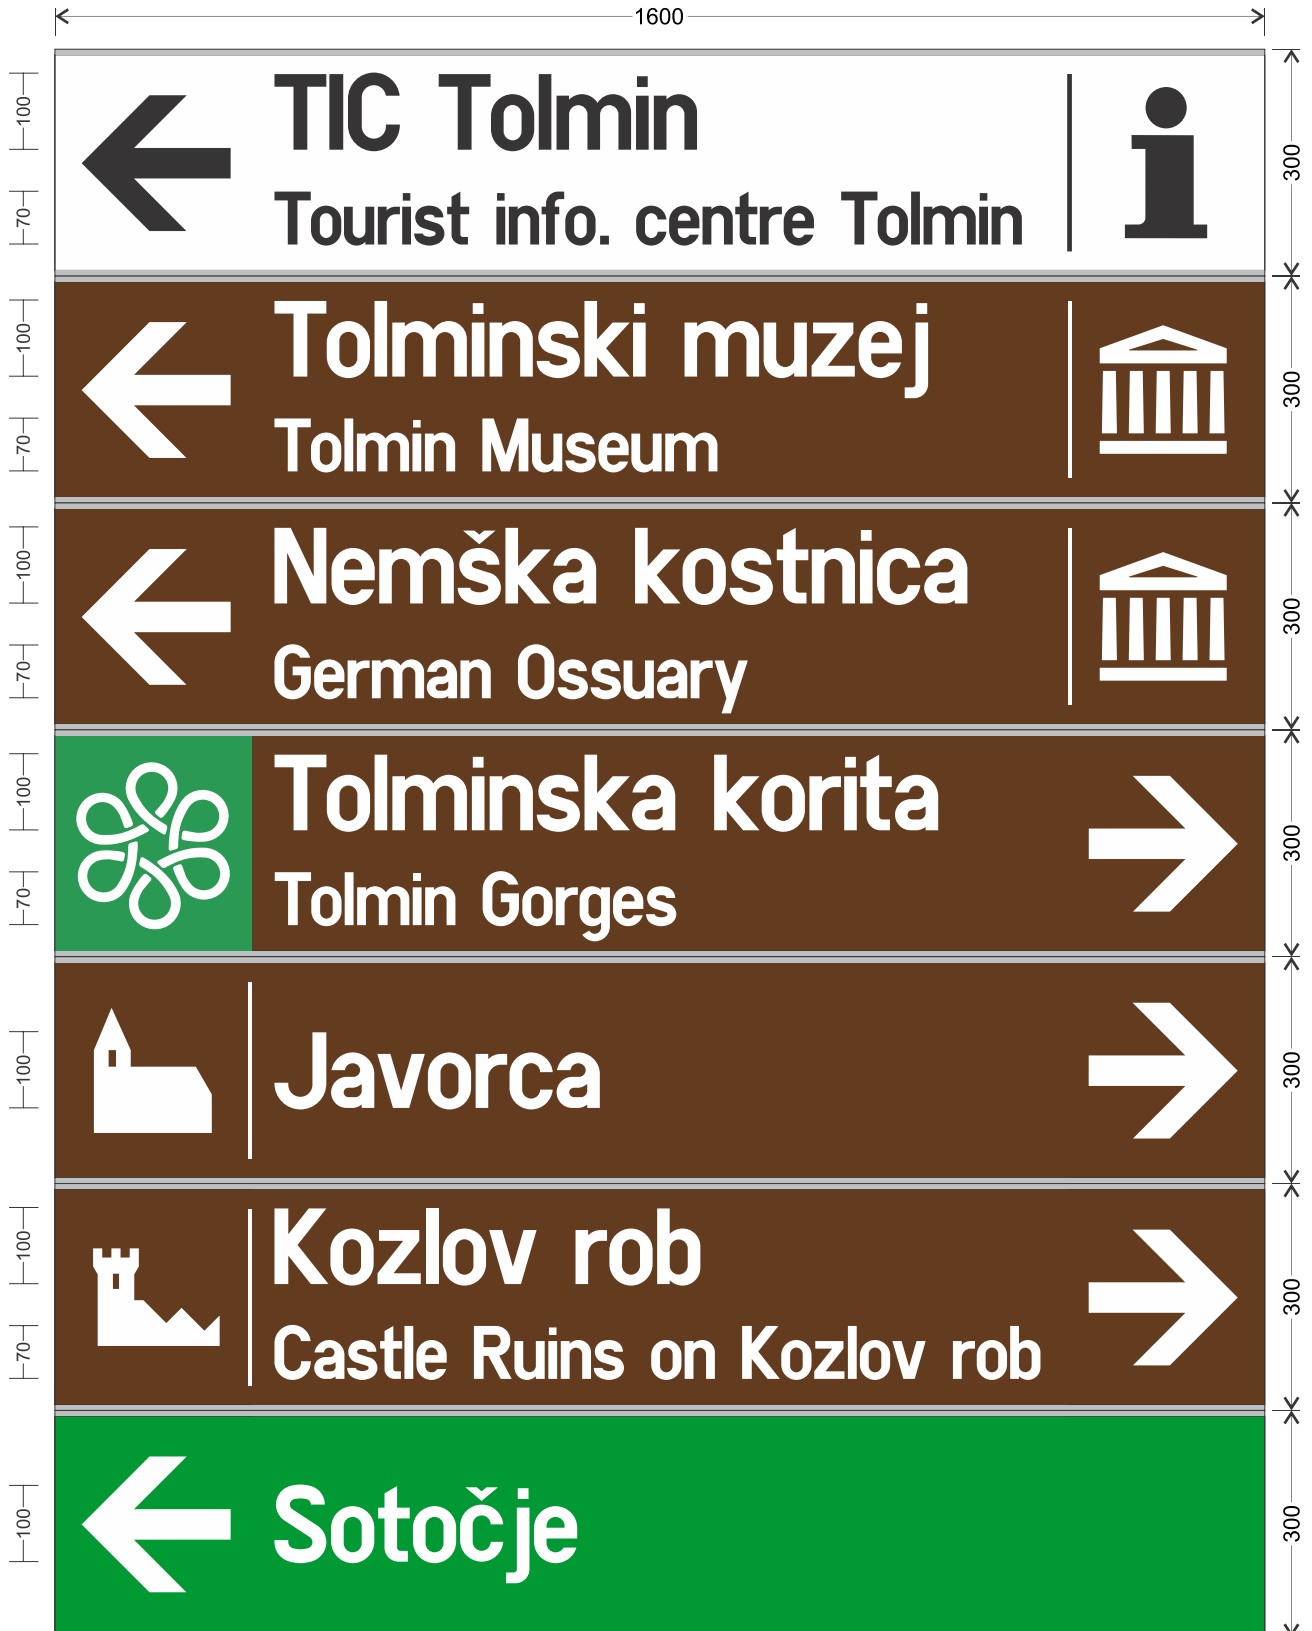 1600
TIC Tolmin
Tourist info. centre Tolmin
100
70
300
Tolminski muzej
Tolmin Museum
100
70
300
Nemška kostnica
German Ossuary
100
70
300
Tolminska korita
Tolmin Gorges
100
70
300
Javorca
100
300
Kozlov rob
Castle Ruins on Kozlov rob
100
70
300
Sotočje
100
300